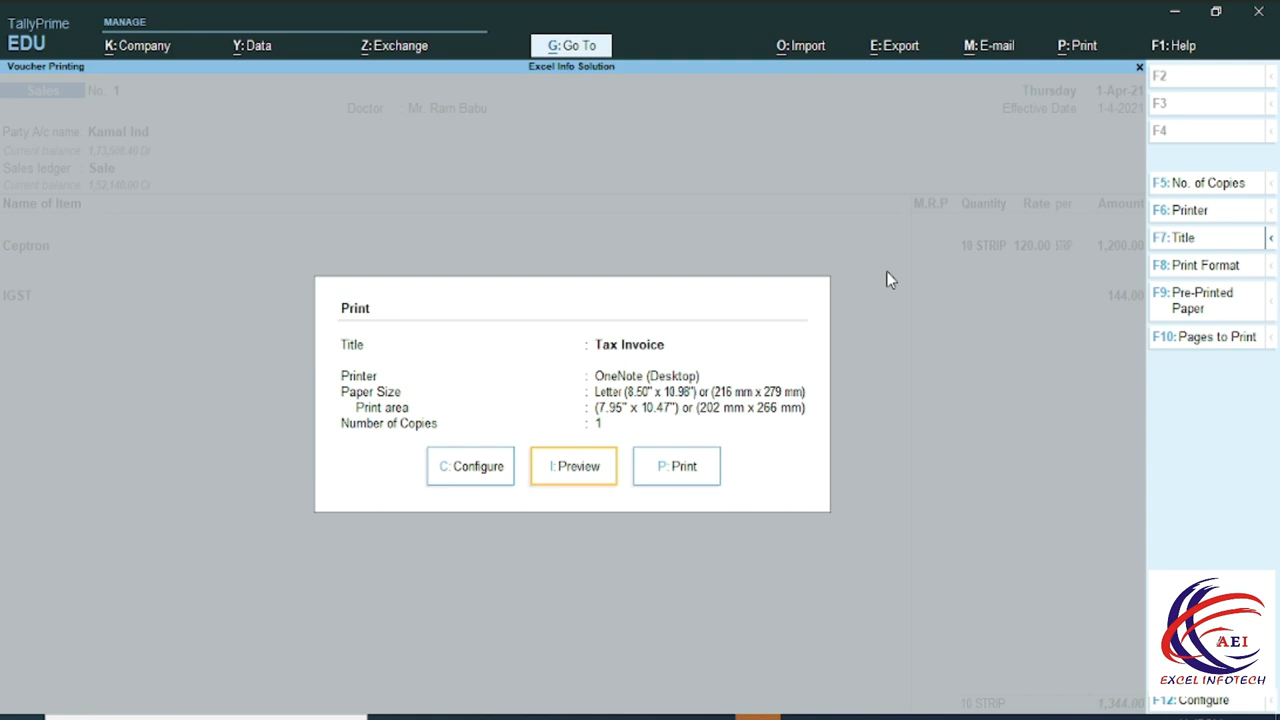 TallyPrime
EDU
MANAGE
K: Company
Y: Data
Z: Exchange
G: Go To
O: Import
E: Export
M: E-mail
P: Print
F1: Help
Voucher Printing
Excel Info Solution
×
Sales No. 1
Thursday 1-Apr-21
Doctor Mr. Ram Babu
Effective Date 1-4-2021
Party A/c name: Kamal Ind
Current balance:
Sales ledger : Sale
Current balance:
Name of Item M.R.P Quantity Rate per Amount
Ceptron 10 STRIP 120.00 STRIP 1,200.00
IGST 144.00
Print
Title : Tax Invoice
Printer : OneNote (Desktop)
Paper Size : Letter (8.50" x 10.98") or (216 mm x 279 mm)
Print area : (7.95" x 10.47") or (202 mm x 266 mm)
Number of Copies : 1
C: Configure
I: Preview
P: Print
10 STRIP 1,344.00
F2
F3
F4
F5: No. of Copies
F6: Printer
F7: Title
F8: Print Format
F9: Pre-Printed
Paper
F10: Pages to Print
AEI
EXCEL INFOTECH
F12: Configure